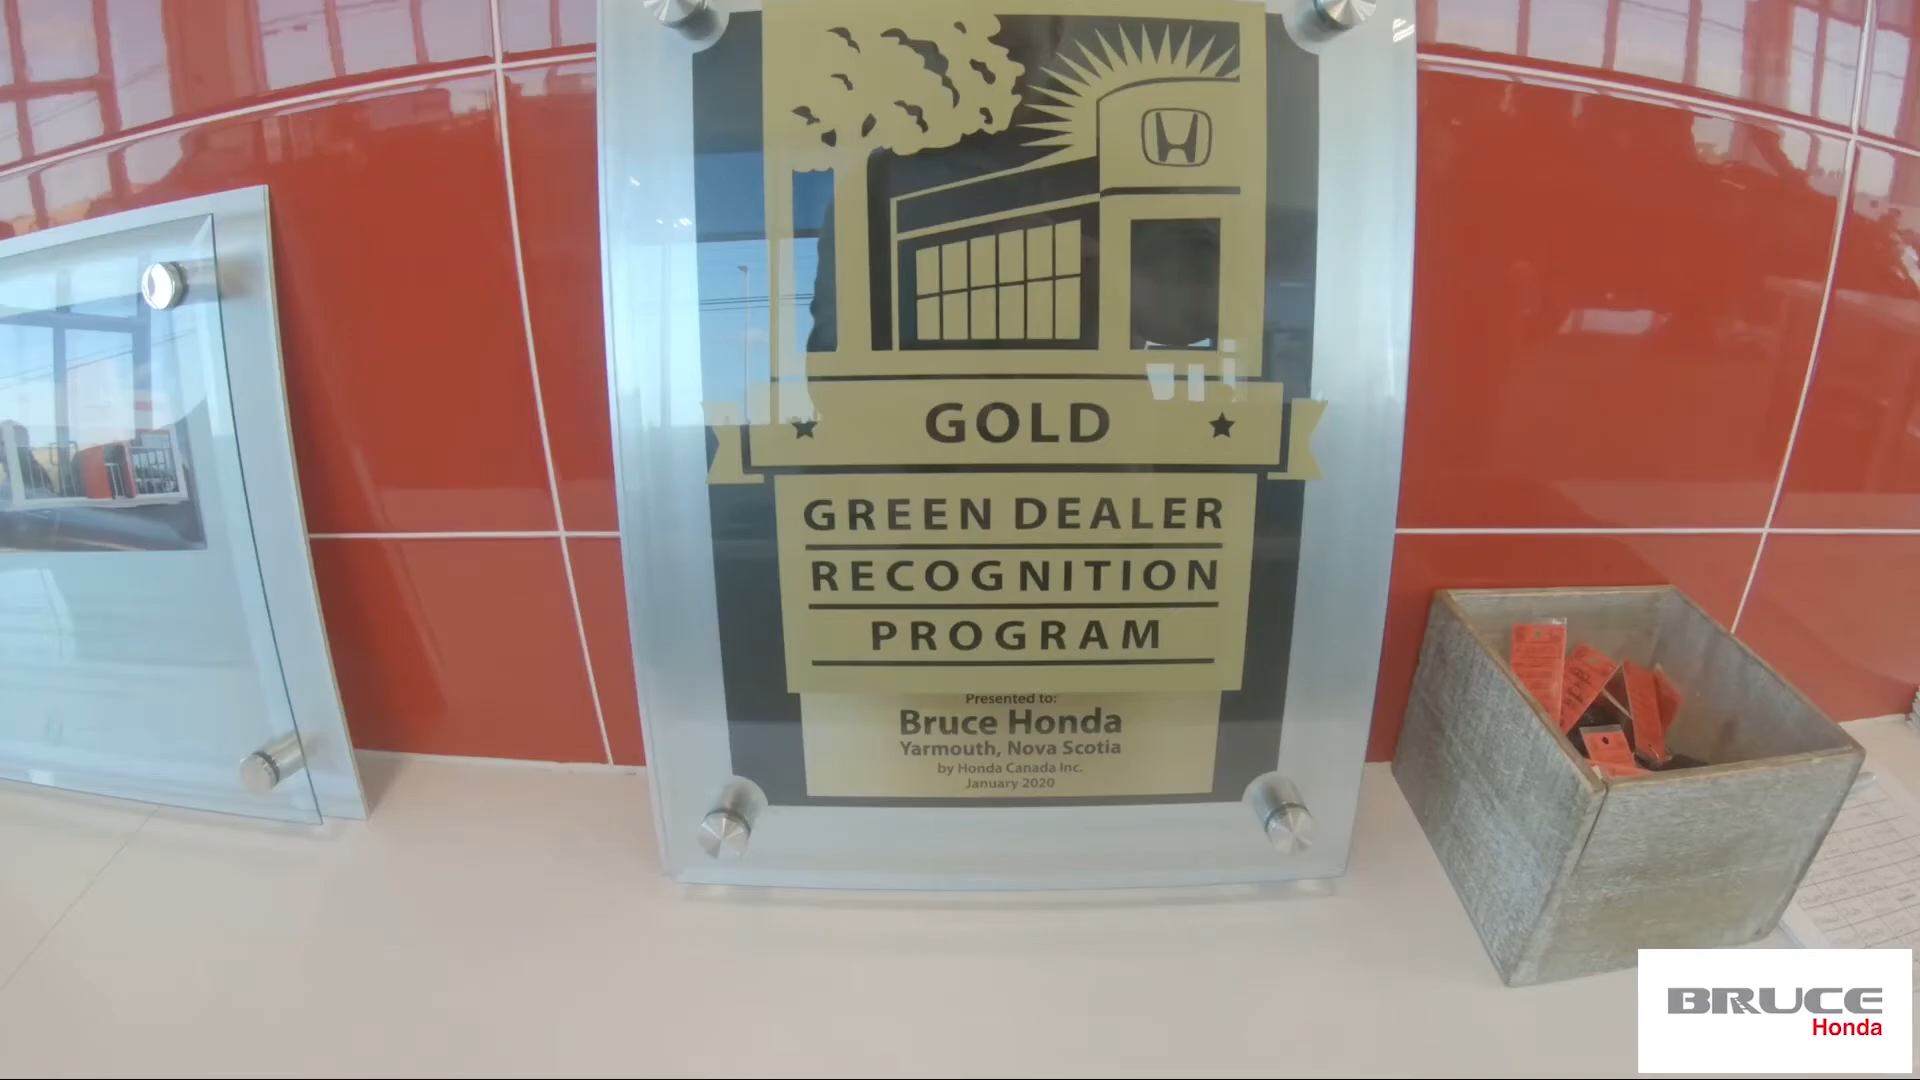 GOLD
GREEN DEALER
RECOGNITION
PROGRAM
Presented to:
Bruce Honda
Yarmouth, Nova Scotia
by Honda Canada Inc.
January 2020
BRUCE
Honda